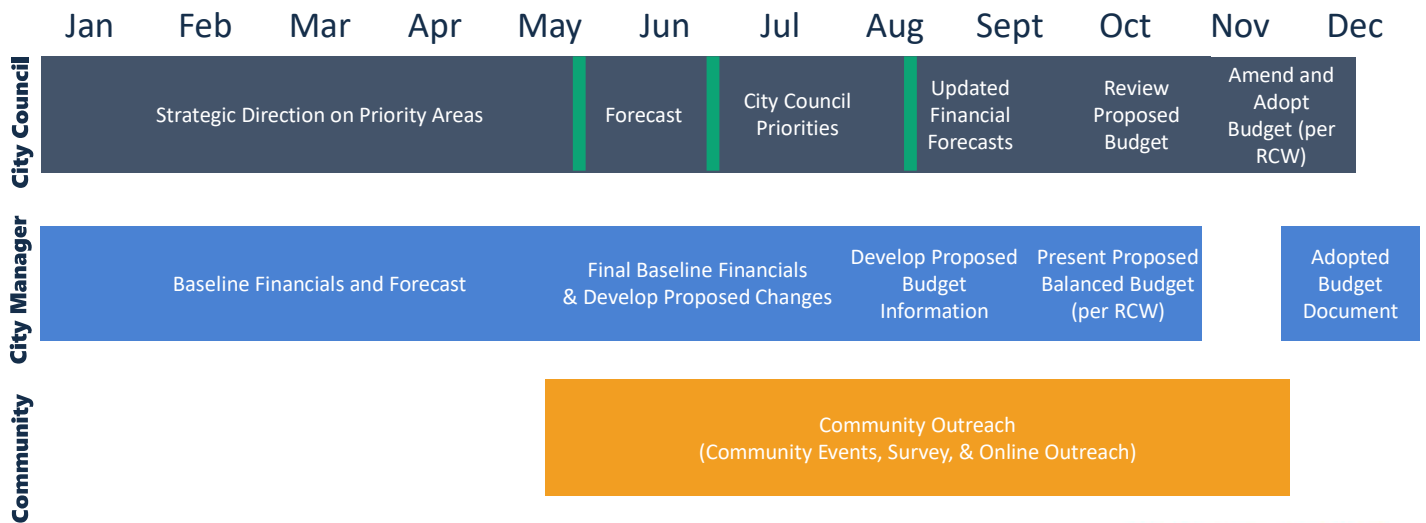 Jan Feb Mar Apr May Jun Jul Aug Sept Oct Nov Dec
City Council
Strategic Direction on Priority Areas
Forecast
City Council
Priorities
Updated
Financial
Forecasts
Review
Proposed
Budget
Amend and
Adopt
Budget (per
RCW)
City Manager
Baseline Financials and Forecast
Final Baseline Financials
& Develop Proposed Changes
Develop Proposed
Budget
Information
Present Proposed
Balanced Budget
(per RCW)
Adopted
Budget
Document
Community
Community Outreach
(Community Events, Survey, & Online Outreach)